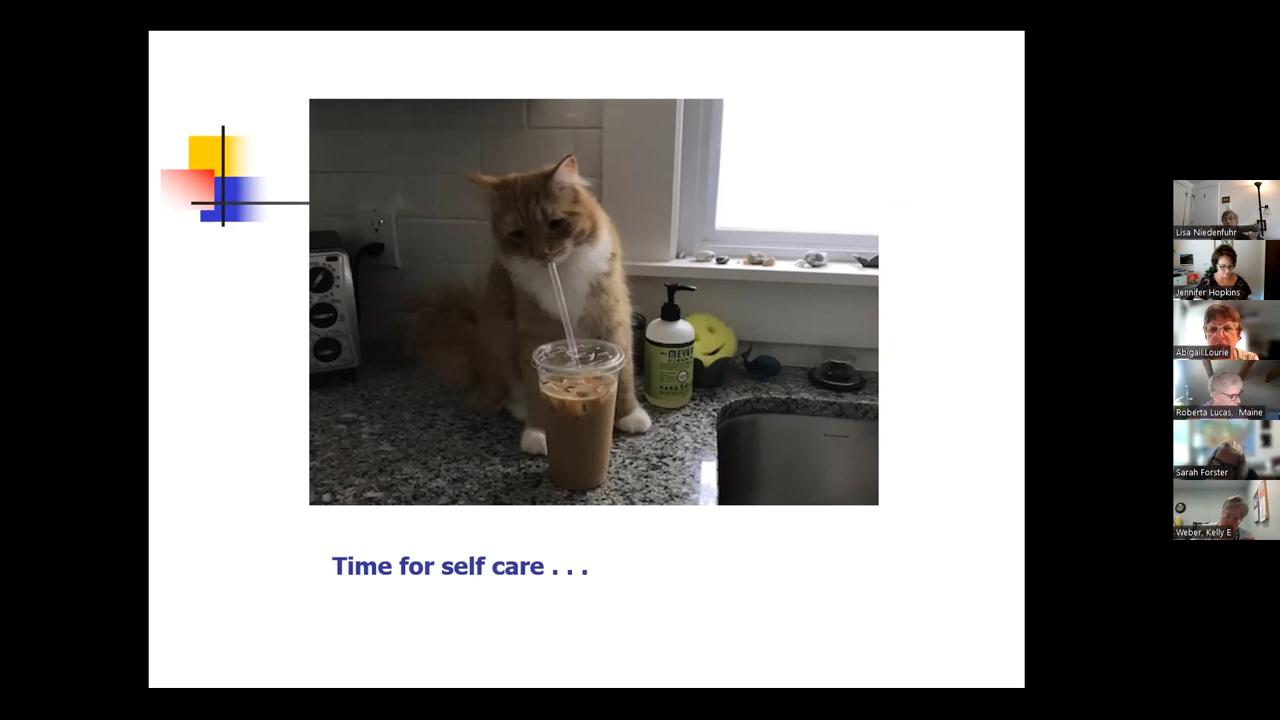 Time for self care . . .
Lisa Niedenfuhr
Jennifer Hopkins
Abigail.Lourie
Roberta Lucas, Maine
Sarah Forster
Weber, Kelly E